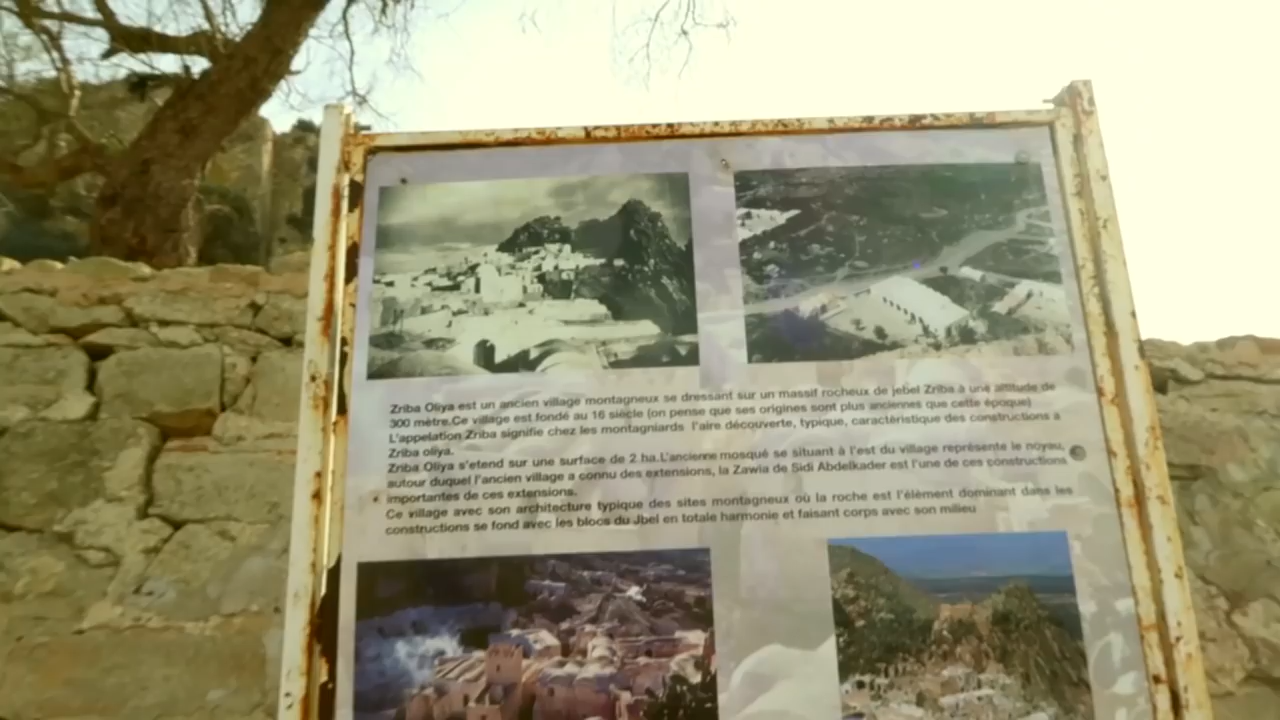 Zriba Oliya est un ancien village montagneux se dressant sur un massif rocheux de jebel Zriba à une altitude de
300 mètre.Ce village est fondé au 16 siècle (on pense que ses origines sont plus anciennes que cette époque)
L'appelation Zriba signifie chez les montagniards l'aire découverte, typique, caractéristique des constructions à
Zriba oliya.
Zriba Oliya s'etend sur une surface de 2 ha.L'ancienne mosqué se situant à l'est du village représente le noyau,
autour duquel l'ancien village a connu des extensions, la Zawia de Sidi Abdelkader est l'une de ces constructions
importantes de ces extensions.
Ce village avec son architecture typique des sites montagneux où la roche est l'élèment dominant dans les
constructions se fond avec les blocs du Jbel en totale harmonie et faisant corps avec son milieu